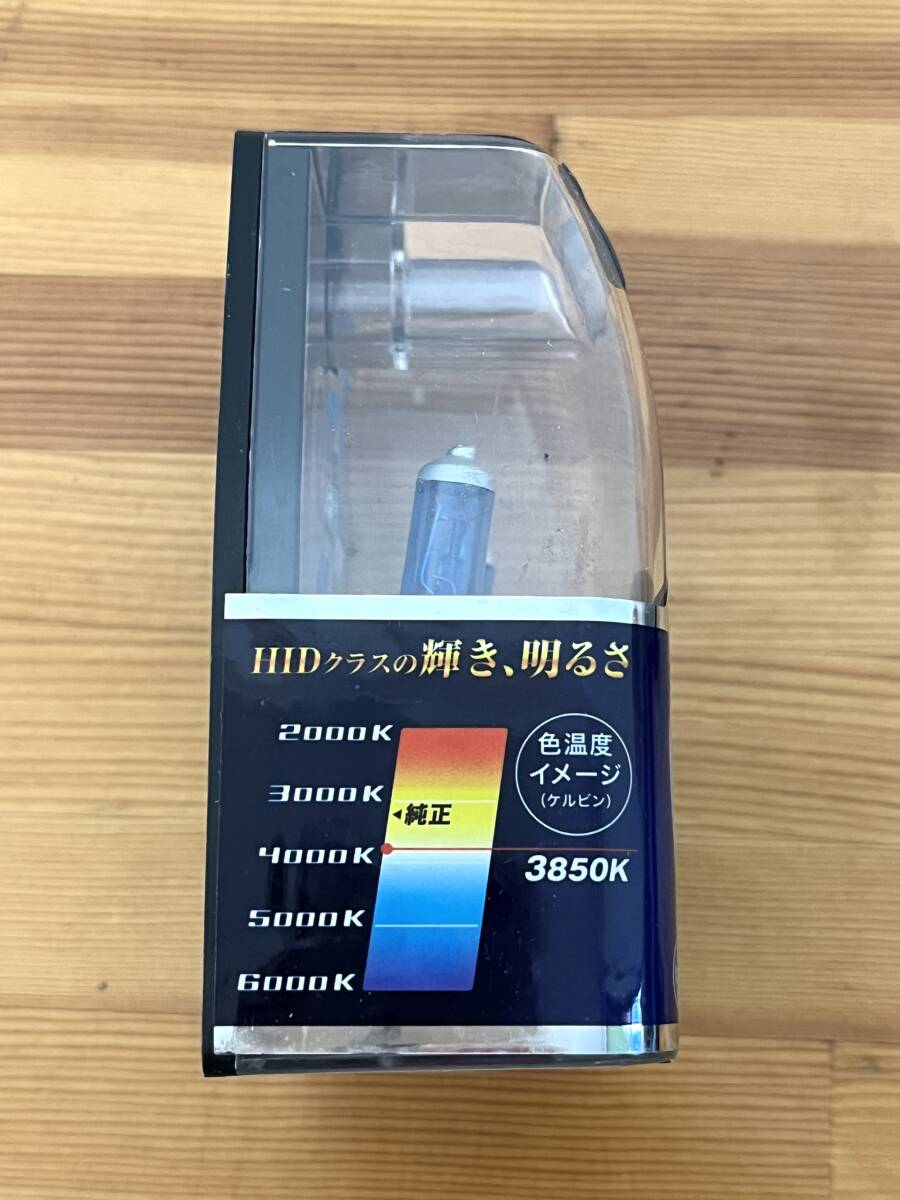 HIDクラスの輝き、明るさ
2000K
3000K
◂純正
4000K
5000K
6000K
色温度
イメージ
(ケルビン)
3850K